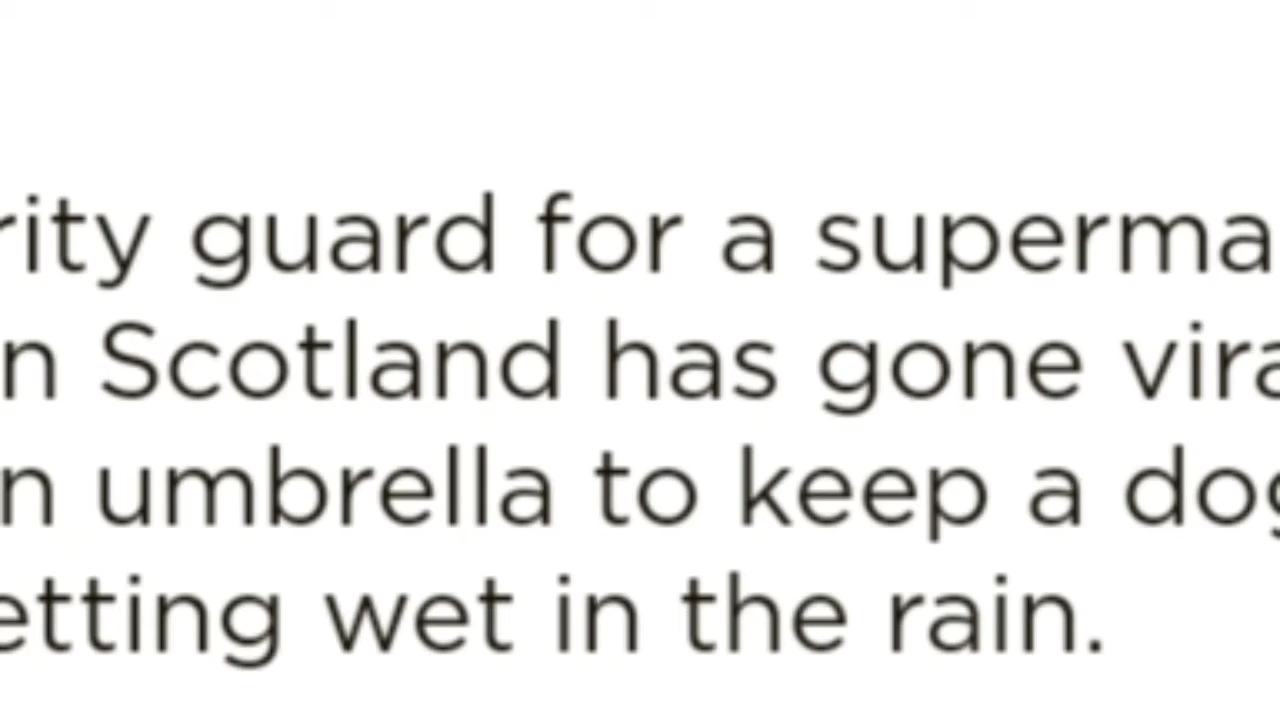 rity guard for a superma
n Scotland has gone vira
n umbrella to keep a dog
etting wet in the rain.